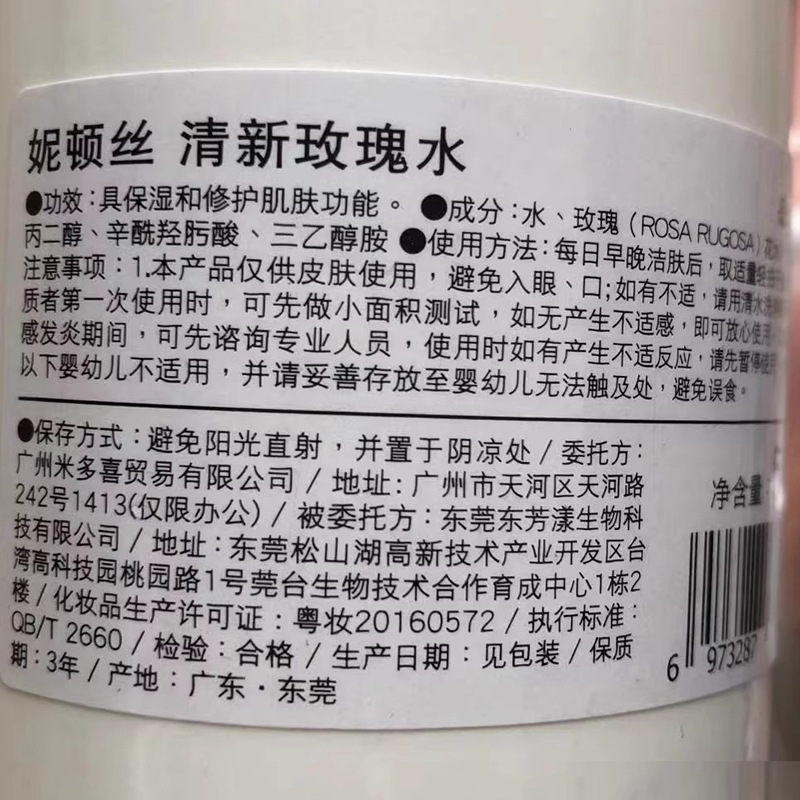 妮顿丝 清新玫瑰水
●功效:具保湿和修护肌肤功能。 ●成分:水、玫瑰(ROSA RUGOSA)花
丙二醇、辛酰羟肟酸、三乙醇胺 ●使用方法:每日早晚洁肤后,取适量轻
注意事项:1.本产品仅供皮肤使用,避免入眼、口;如有不适,请用清水洗
质者第一次使用时,可先做小面积测试,如无产生不适感,即可放心使用
感发炎期间,可先咨询专业人员,使用时如有产生不适反应,请先暂停使用
以下婴幼儿不适用,并请妥善存放至婴幼儿无法触及处,避免误食。
●保存方式:避免阳光直射,并置于阴凉处/委托方:
广州米多喜贸易有限公司/地址:广州市天河区天河路
242号1413(仅限办公)/被委托方:东莞东芳漾生物科
技有限公司/地址:东莞松山湖高新技术产业开发区台
湾高科技园桃园路1号莞台生物技术合作育成中心1栋2
楼/化妆品生产许可证:粤妆20160572/执行标准:
QB/T 2660/检验:合格/生产日期:见包装/保质
期:3年/产地:广东·东莞
净含量
6 973287